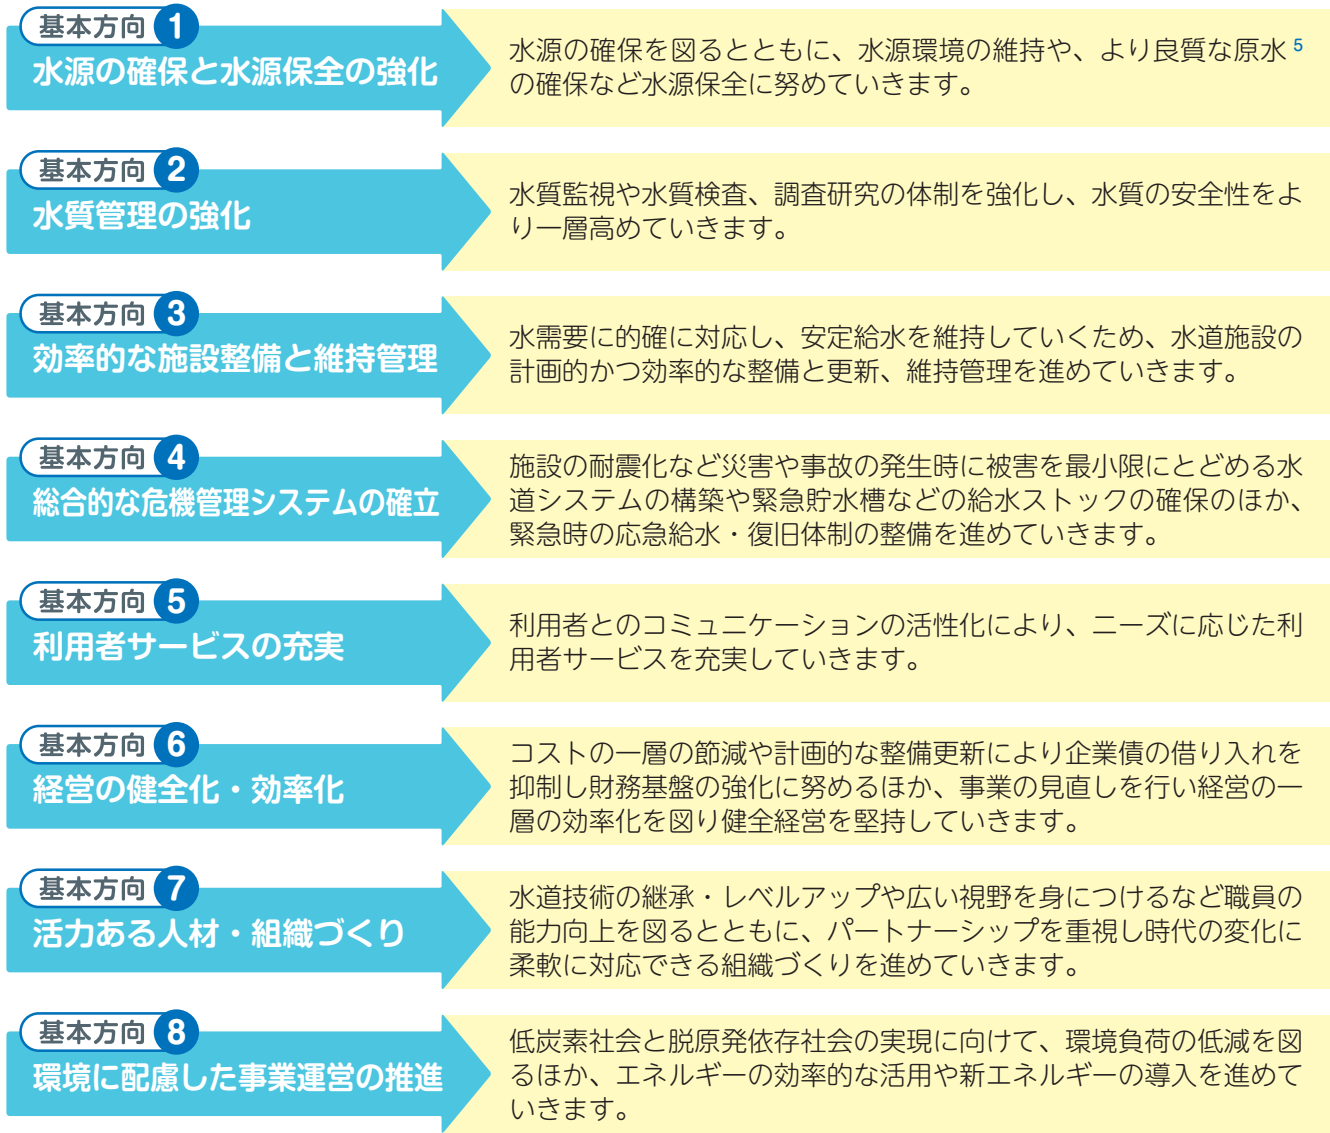 基本方向 1
水源の確保と水源保全の強化
水源の確保を図るとともに、水源環境の維持や、より良質な原水5
の確保など水源保全に努めていきます。
基本方向 2
水質管理の強化
水質監視や水質検査、調査研究の体制を強化し、水質の安全性をよ
り一層高めていきます。
基本方向 3
効率的な施設整備と維持管理
水需要に的確に対応し、安定給水を維持していくため、水道施設の
計画的かつ効率的な整備と更新、維持管理を進めていきます。
基本方向 4
総合的な危機管理システムの確立
施設の耐震化など災害や事故の発生時に被害を最小限にとどめる水
道システムの構築や緊急貯水槽などの給水ストックの確保のほか、
緊急時の応急給水・復旧体制の整備を進めていきます。
基本方向 5
利用者サービスの充実
利用者とのコミュニケーションの活性化により、ニーズに応じた利
用者サービスを充実していきます。
基本方向 6
経営の健全化・効率化
コストの一層の節減や計画的な整備更新により企業債の借り入れを
抑制し財務基盤の強化に努めるほか、事業の見直しを行い経営の一
層の効率化を図り健全経営を堅持していきます。
基本方向 7
活力ある人材・組織づくり
水道技術の継承・レベルアップや広い視野を身につけるなど職員の
能力向上を図るとともに、パートナーシップを重視し時代の変化に
柔軟に対応できる組織づくりを進めていきます。
基本方向 8
環境に配慮した事業運営の推進
低炭素社会と脱原発依存社会の実現に向けて、環境負荷の低減を図
るほか、エネルギーの効率的な活用や新エネルギーの導入を進めて
いきます。